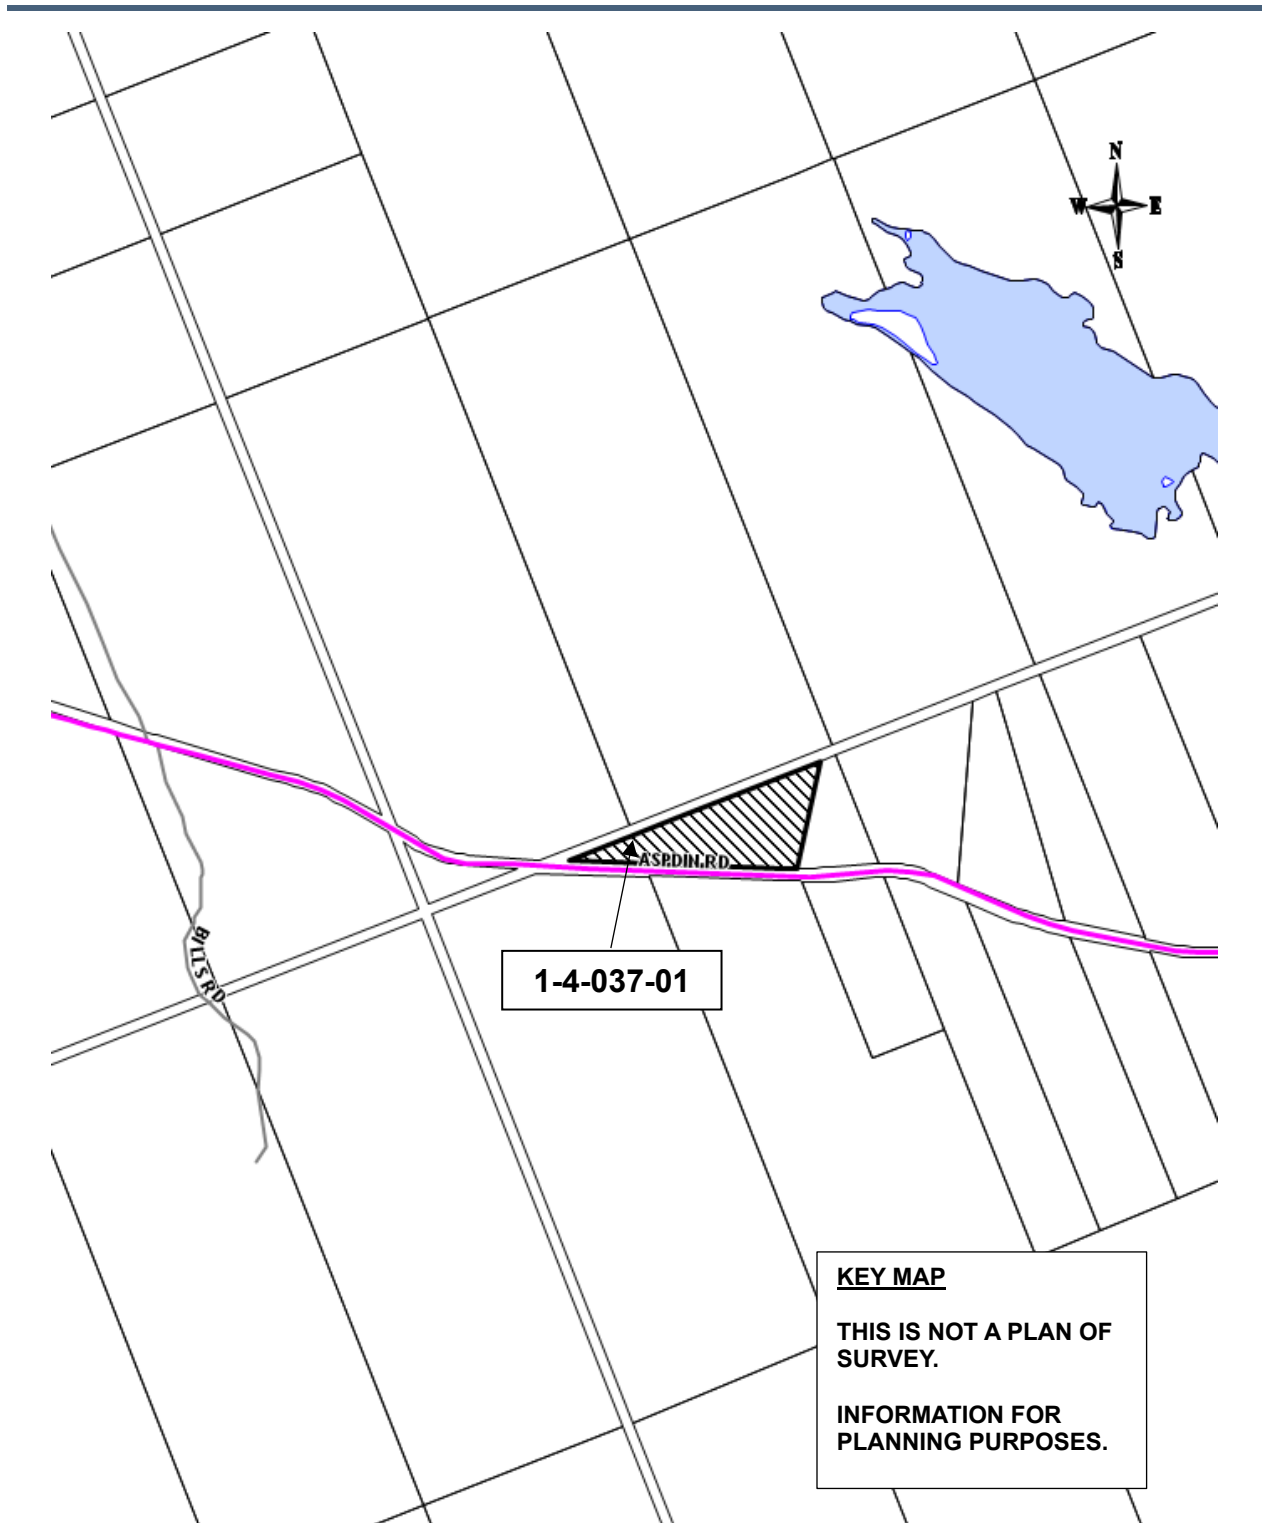 N
W E
S
ASPDIN RD
BILLS RD
1-4-037-01
KEY MAP
THIS IS NOT A PLAN OF
SURVEY.
INFORMATION FOR
PLANNING PURPOSES.